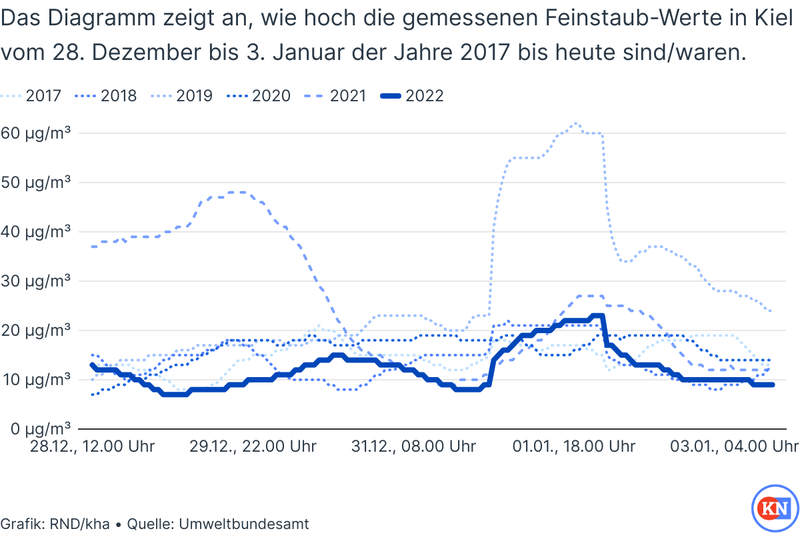 Das Diagramm zeigt an, wie hoch die gemessenen Feinstaub-Werte in Kiel
vom 28. Dezember bis 3. Januar der Jahre 2017 bis heute sind/waren.
2017 2018 2019 2020 2021 2022
60 µg/m³
50 µg/m³
40 µg/m³
30 µg/m³
20 µg/m³
10 µg/m³
0 µg/m³
28.12., 12.00 Uhr 29.12., 22.00 Uhr 31.12., 08.00 Uhr 01.01., 18.00 Uhr 03.01., 04.00 Uhr
KN
Grafik: RND/kha • Quelle: Umweltbundesamt